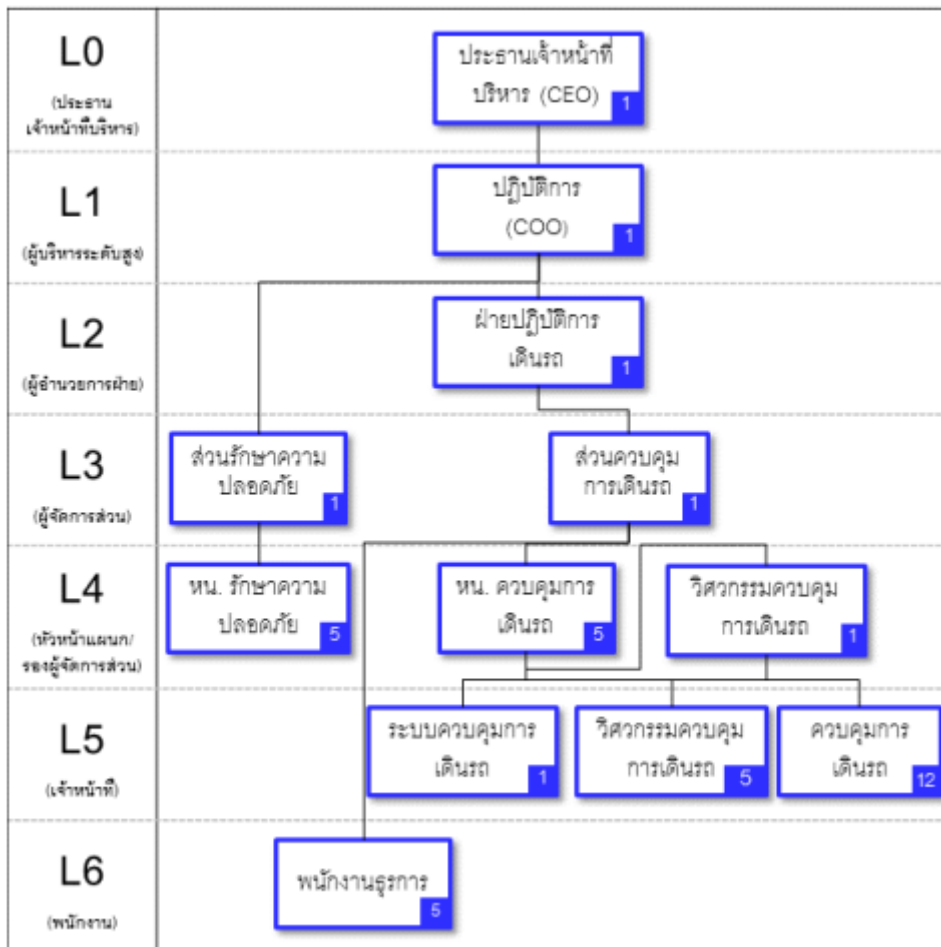 L0
(ประธาน
เจ้าหน้าที่บริหาร)
ประธานเจ้าหน้าที่
บริหาร (CEO)
1
L1
(ผู้บริหารระดับสูง)
ปฏิบัติการ
(COO)
1
L2
(ผู้อำนวยการฝ่าย)
ฝ่ายปฏิบัติการ
เดินรถ
1
L3
(ผู้จัดการส่วน)
ส่วนรักษาความ
ปลอดภัย
1
ส่วนควบคุม
การเดินรถ
1
L4
(หัวหน้าแผนก/
รองผู้จัดการส่วน)
หน. รักษาความ
ปลอดภัย
5
หน. ควบคุมการ
เดินรถ
5
วิศวกรรมควบคุม
การเดินรถ
1
L5
(เจ้าหน้าที่)
ระบบควบคุมการ
เดินรถ
1
วิศวกรรมควบคุม
การเดินรถ
5
ควบคุมการ
เดินรถ
12
L6
(พนักงาน)
พนักงานธุรการ
5